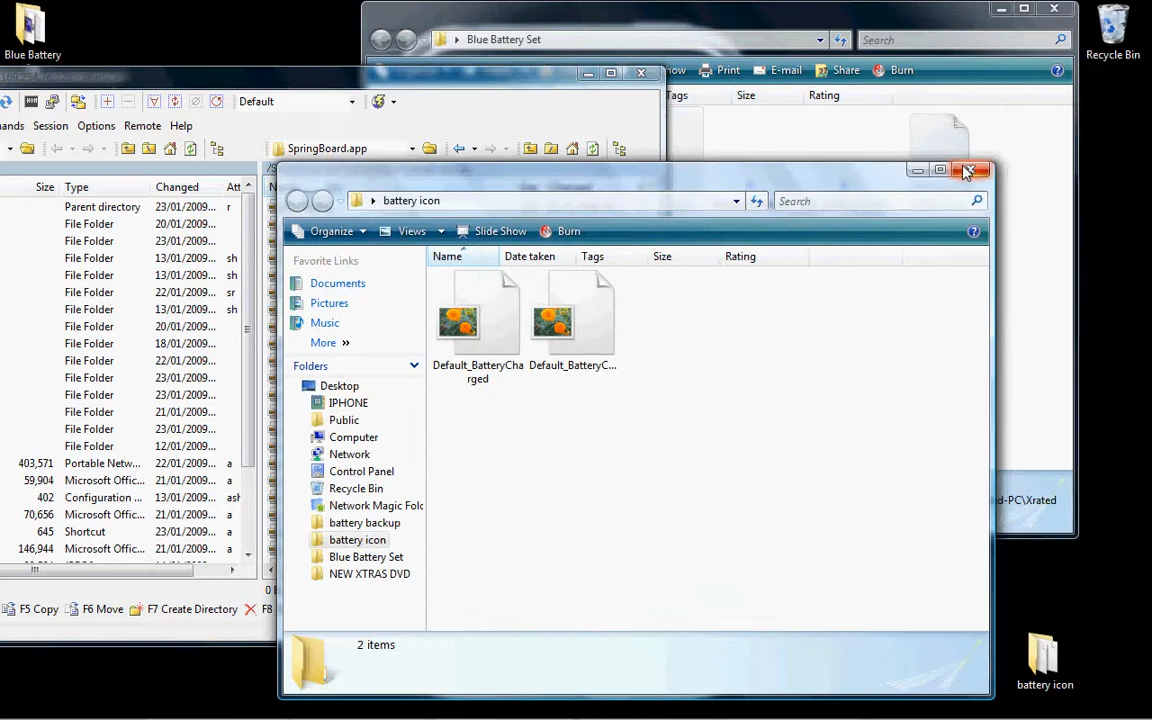 Blue Battery
Blue Battery Set
Search
Recycle Bin
Print
E-mail
Share
Burn
Tags
Size
Rating
Default
Session
Options
Remote
Help
SpringBoard.app
Size
Type
Changed
Parent directory
23/01/2009...
r
File Folder
20/01/2009...
File Folder
23/01/2009...
File Folder
13/01/2009...
sh
File Folder
13/01/2009...
sh
File Folder
22/01/2009...
sr
File Folder
13/01/2009...
sh
File Folder
20/01/2009...
File Folder
18/01/2009...
File Folder
22/01/2009...
File Folder
23/01/2009...
File Folder
23/01/2009...
File Folder
21/01/2009...
File Folder
23/01/2009...
File Folder
12/01/2009...
403,571
Portable Netw...
22/01/2009...
a
59,904
Microsoft Offic...
21/01/2009...
a
402
Configuration ...
13/01/2009...
70,656
Microsoft Offic...
21/01/2009...
a
645
Shortcut
23/01/2009...
a
146,944
Microsoft Offic...
21/01/2009...
a
F5 Copy
F6 Move
F7 Create Directory
F8
battery icon
Search
Organize
Views
Slide Show
Burn
Favorite Links
Documents
Pictures
Music
More »
Folders
Desktop
IPHONE
Public
Computer
Network
Control Panel
Recycle Bin
Network Magic Fol
battery backup
battery icon
Blue Battery Set
NEW XTRAS DVD
Name
Date taken
Tags
Size
Rating
Default_BatteryCha
rged
Default_BatteryC...
2 items
d-PC\Xrated
battery icon